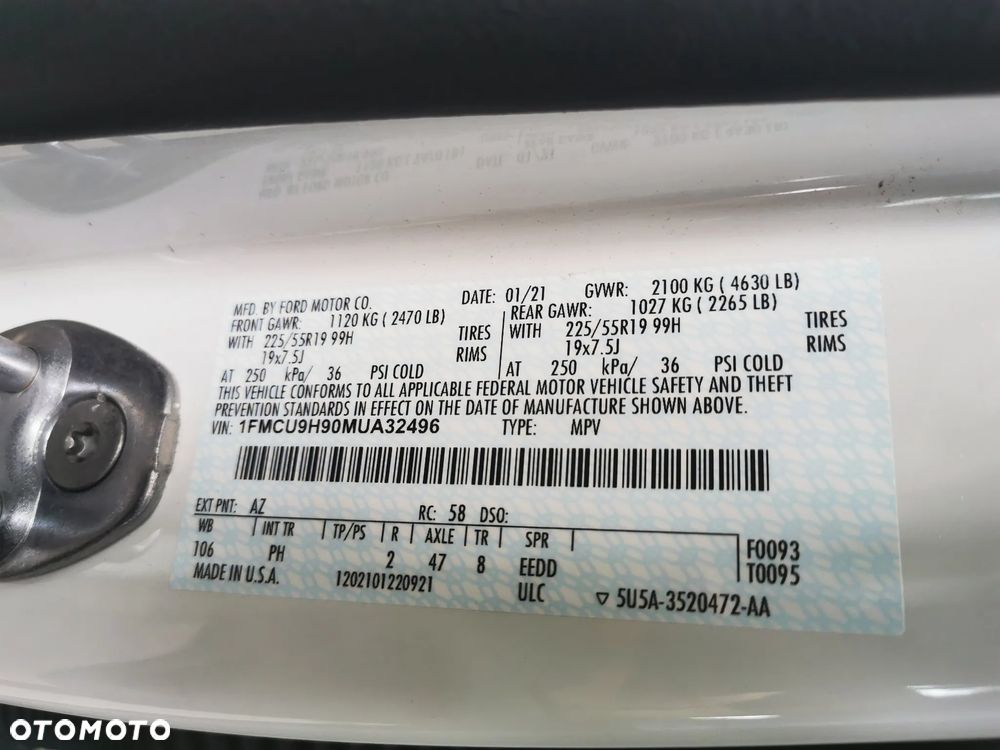 MFD. BY FORD MOTOR CO. DATE: 01/21 GVWR: 2100 KG ( 4630 LB)
FRONT GAWR: 1120 KG ( 2470 LB) REAR GAWR: 1027 KG ( 2265 LB)
WITH 225/55R19 99H TIRES WITH 225/55R19 99H TIRES
19x7.5J RIMS 19x7.5J RIMS
AT 250 kPa/ 36 PSI COLD AT 250 kPa/ 36 PSI COLD
THIS VEHICLE CONFORMS TO ALL APPLICABLE FEDERAL MOTOR VEHICLE SAFETY AND THEFT
PREVENTION STANDARDS IN EFFECT ON THE DATE OF MANUFACTURE SHOWN ABOVE.
VIN: 1FMCU9H90MUA32496 TYPE: MPV
EXT PNT: AZ RC: 58 DSO:
WB INT TR TP/PS R AXLE TR SPR
106 PH 2 47 8 EEDD
F0093
T0095
MADE IN U.S.A. 1202101220921 ULC ▽ 5U5A-3520472-AA
OTOMOTO